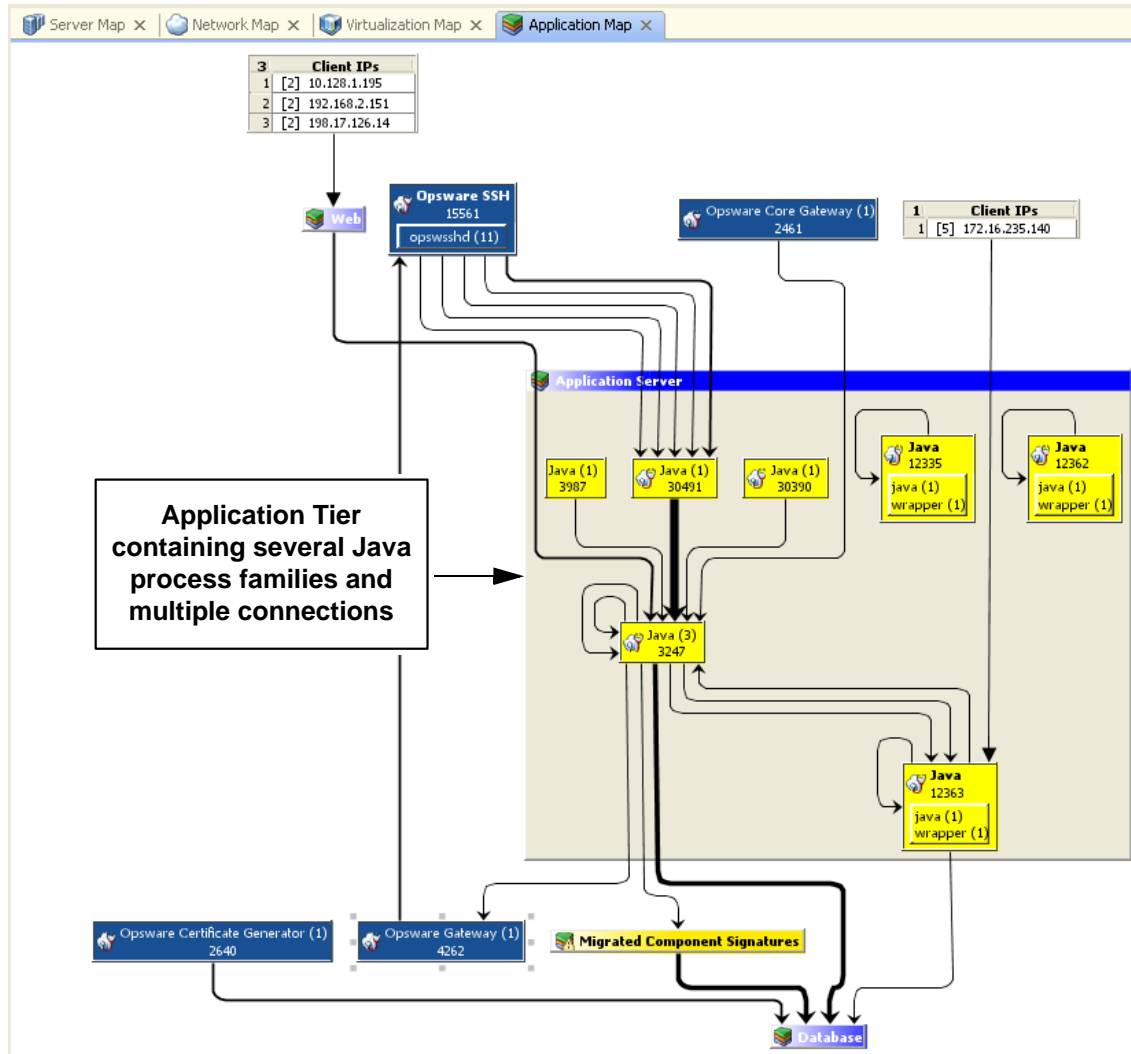 Server Map
Network Map
Virtualization Map
Application Map
3 Client IPs
1 [2] 10.128.1.195
2 [2] 192.168.2.151
3 [2] 198.17.126.14
Web
Opsware SSH
15561
opswsshd (11)
Opsware Core Gateway (1)
2461
1 Client IPs
1 [5] 172.16.235.140
Application Server
Java (1)
3987
Java (1)
30491
Java (1)
30390
Java
12335
java (1)
wrapper (1)
Java
12362
java (1)
wrapper (1)
Application Tier
containing several Java
process families and
multiple connections
Java (3)
3247
Java
12363
java (1)
wrapper (1)
Opsware Certificate Generator (1)
2640
Opsware Gateway (1)
4262
Migrated Component Signatures
Database